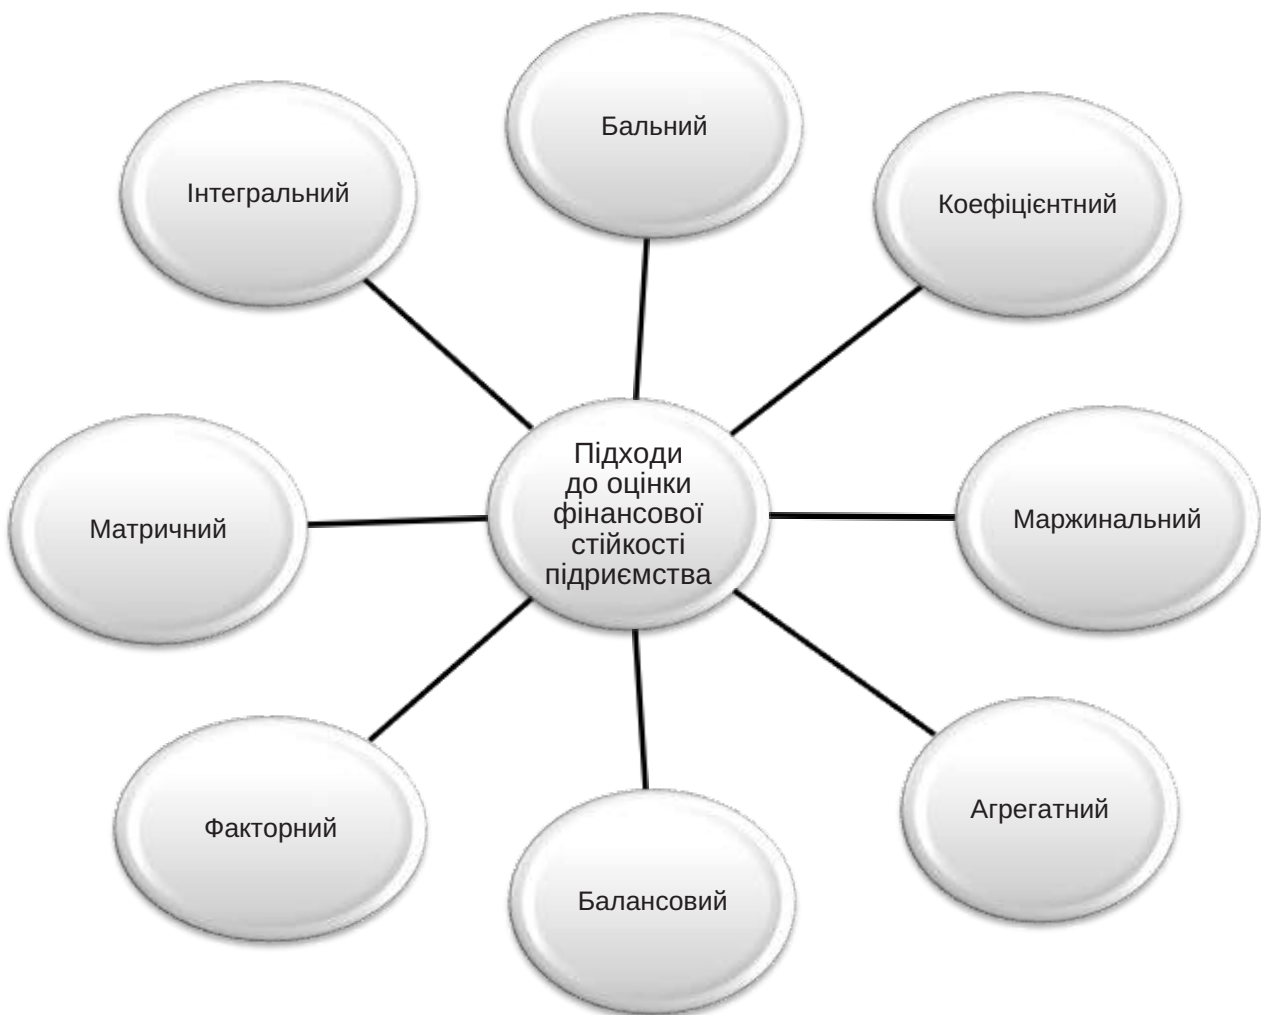 Бальний
Інтегральний
Коефіцієнтний
Підходи
до оцінки
фінансової
стійкості
підриємства
Матричний
Маржинальний
Факторний
Агрегатний
Балансовий